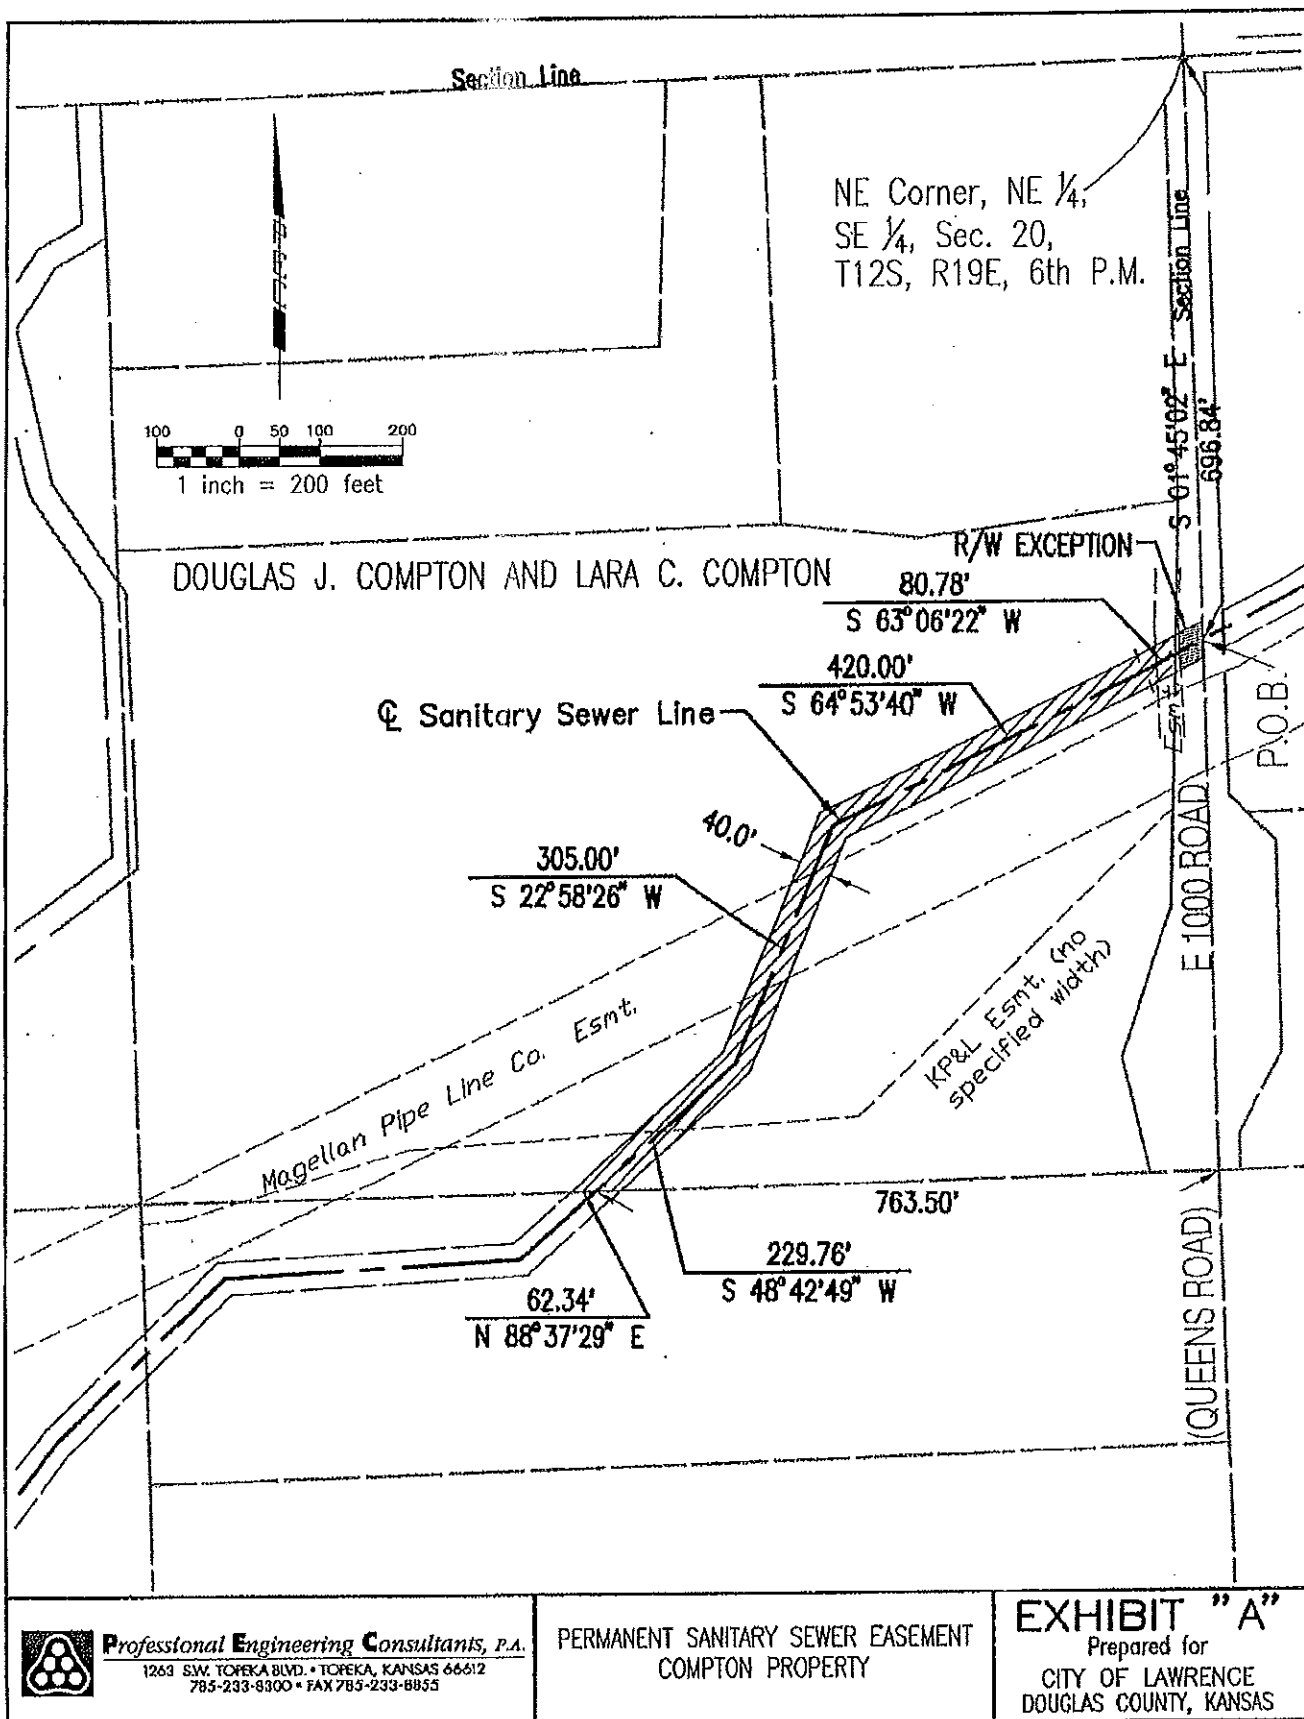 Section Line
NE Corner, NE 1/4,
SE 1/4, Sec. 20,
T12S, R19E, 6th P.M.
Section Line
S 01°45'02" E
696.84'
100 0 50 100 200
1 inch = 200 feet
R/W EXCEPTION
DOUGLAS J. COMPTON AND LARA C. COMPTON
80.78'
S 63°06'22" W
420.00'
S 64°53'40" W
℄ Sanitary Sewer Line
Esmt.
P.O.B.
40.0'
305.00'
S 22°58'26" W
E 1000 ROAD
KP&L Esmt. (no
specified width)
Magellan Pipe Line Co. Esmt.
763.50'
229.76'
S 48°42'49" W
62.34'
N 88°37'29" E
(QUEENS ROAD)
Professional Engineering Consultants, P.A.
1263 S.W. TOPEKA BLVD. • TOPEKA, KANSAS 66612
785-233-8300 • FAX 785-233-8855
PERMANENT SANITARY SEWER EASEMENT
COMPTON PROPERTY
EXHIBIT "A"
Prepared for
CITY OF LAWRENCE
DOUGLAS COUNTY, KANSAS